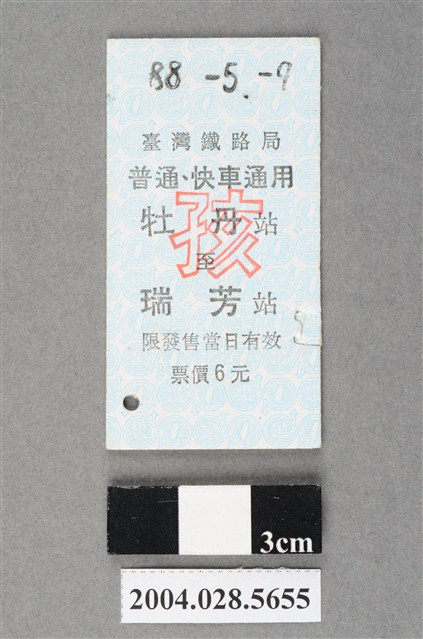 88 -5.-9
臺灣鐵路局
普通、快車通用
牡丹站
孩
至
瑞芳站
限發售當日有效
票價6元
3cm
2004.028.5655